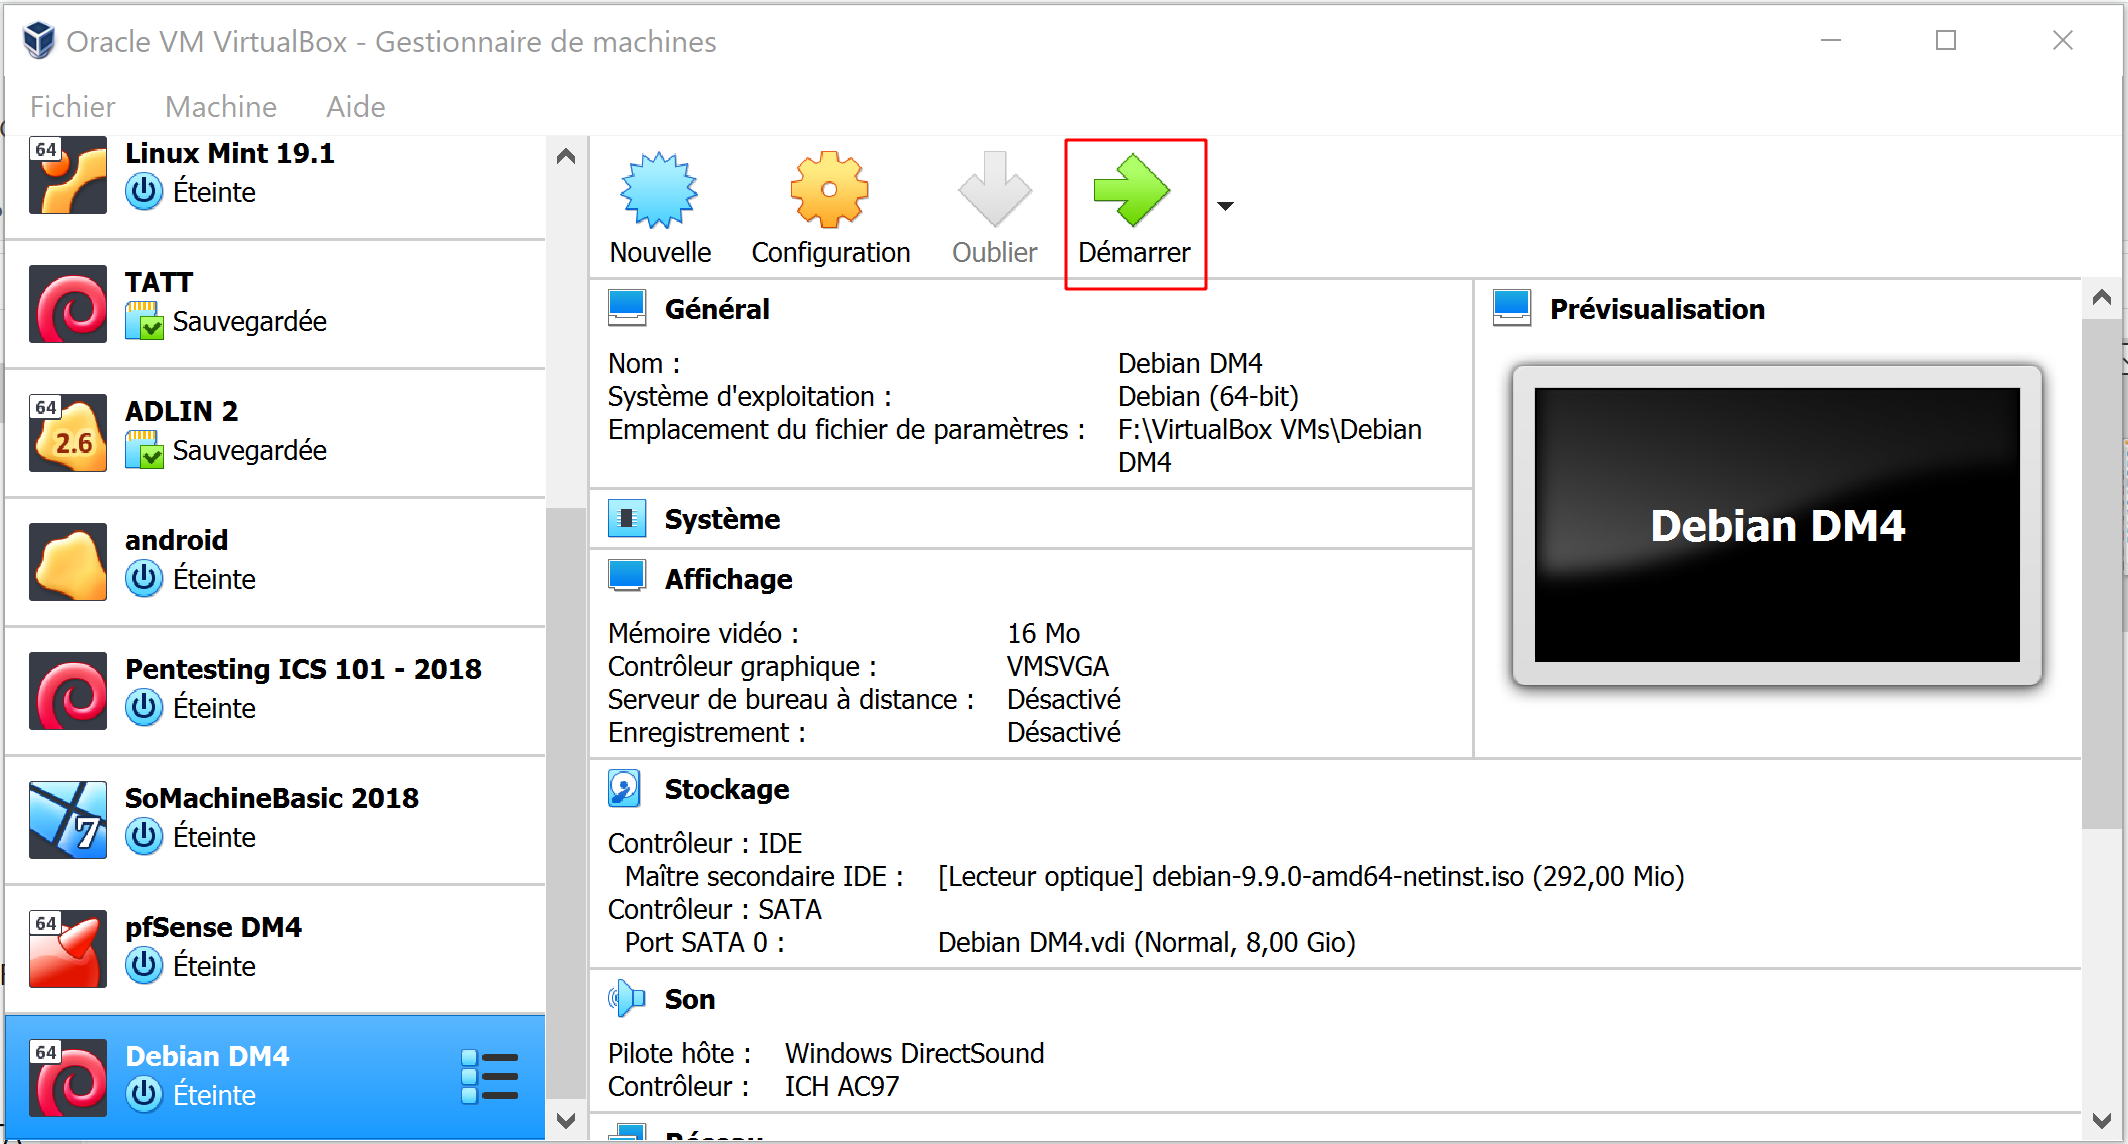 Oracle VM VirtualBox - Gestionnaire de machines
Fichier Machine Aide
64
Linux Mint 19.1
Éteinte
TATT
Sauvegardée
64
2.6
ADLIN 2
Sauvegardée
android
Éteinte
Pentesting ICS 101 - 2018
Éteinte
7
SoMachineBasic 2018
Éteinte
64
pfSense DM4
Éteinte
64
Debian DM4
Éteinte
Nouvelle Configuration Oublier Démarrer
Général
Nom : Debian DM4
Système d'exploitation : Debian (64-bit)
Emplacement du fichier de paramètres : F:\VirtualBox VMs\Debian
DM4
Système
Affichage
Mémoire vidéo : 16 Mo
Contrôleur graphique : VMSVGA
Serveur de bureau à distance : Désactivé
Enregistrement : Désactivé
Prévisualisation
Debian DM4
Stockage
Contrôleur : IDE
Maître secondaire IDE : [Lecteur optique] debian-9.9.0-amd64-netinst.iso (292,00 Mio)
Contrôleur : SATA
Port SATA 0 : Debian DM4.vdi (Normal, 8,00 Gio)
Son
Pilote hôte : Windows DirectSound
Contrôleur : ICH AC97
Réseau